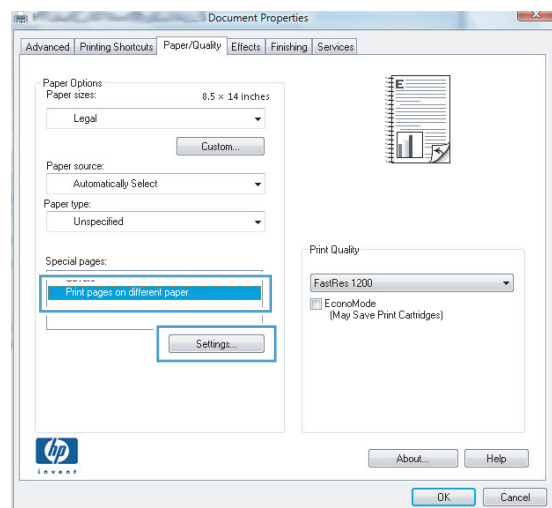 Document Properties
Advanced Printing Shortcuts Paper/Quality Effects Finishing Services
Paper Options
Paper sizes: 8.5 × 14 inches
Legal
Custom...
Paper source:
Automatically Select
Paper type:
Unspecified
Special pages:
Print pages on different paper
Settings...
E
Print Quality
FastRes 1200
EconoMode
(May Save Print Cartridges)
hp
invent
About... Help
OK Cancel